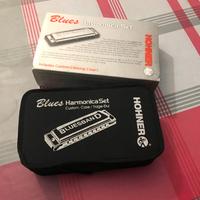 Blues
HARMONICA SET
HOHNER
Blues
Harmonica Set
Custom Case / Trage-Etui
BLUESBAND
HOHNER